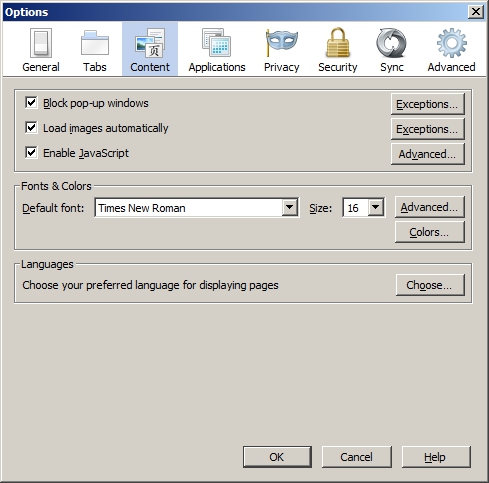 Options
General Tabs Content Applications Privacy Security Sync Advanced
Block pop-up windows Exceptions...
Load images automatically Exceptions...
Enable JavaScript Advanced...
Fonts & Colors
Default font: Times New Roman Size: 16 Advanced...
Colors...
Languages
Choose your preferred language for displaying pages Choose...
OK Cancel Help